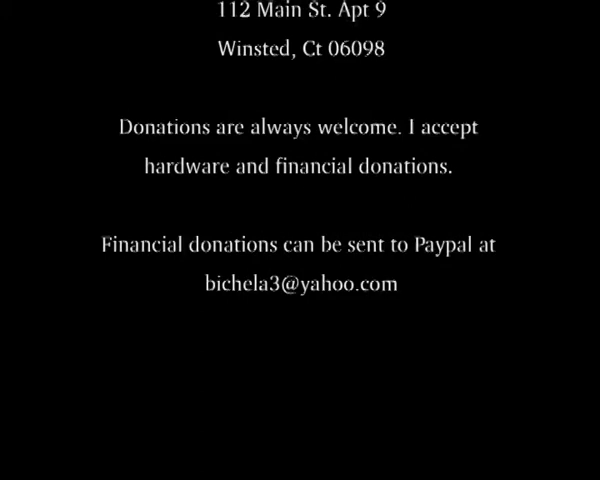 112 Main St. Apt 9
Winsted, Ct 06098
Donations are always welcome. I accept
hardware and financial donations.
Financial donations can be sent to Paypal at
bichela3@yahoo.com